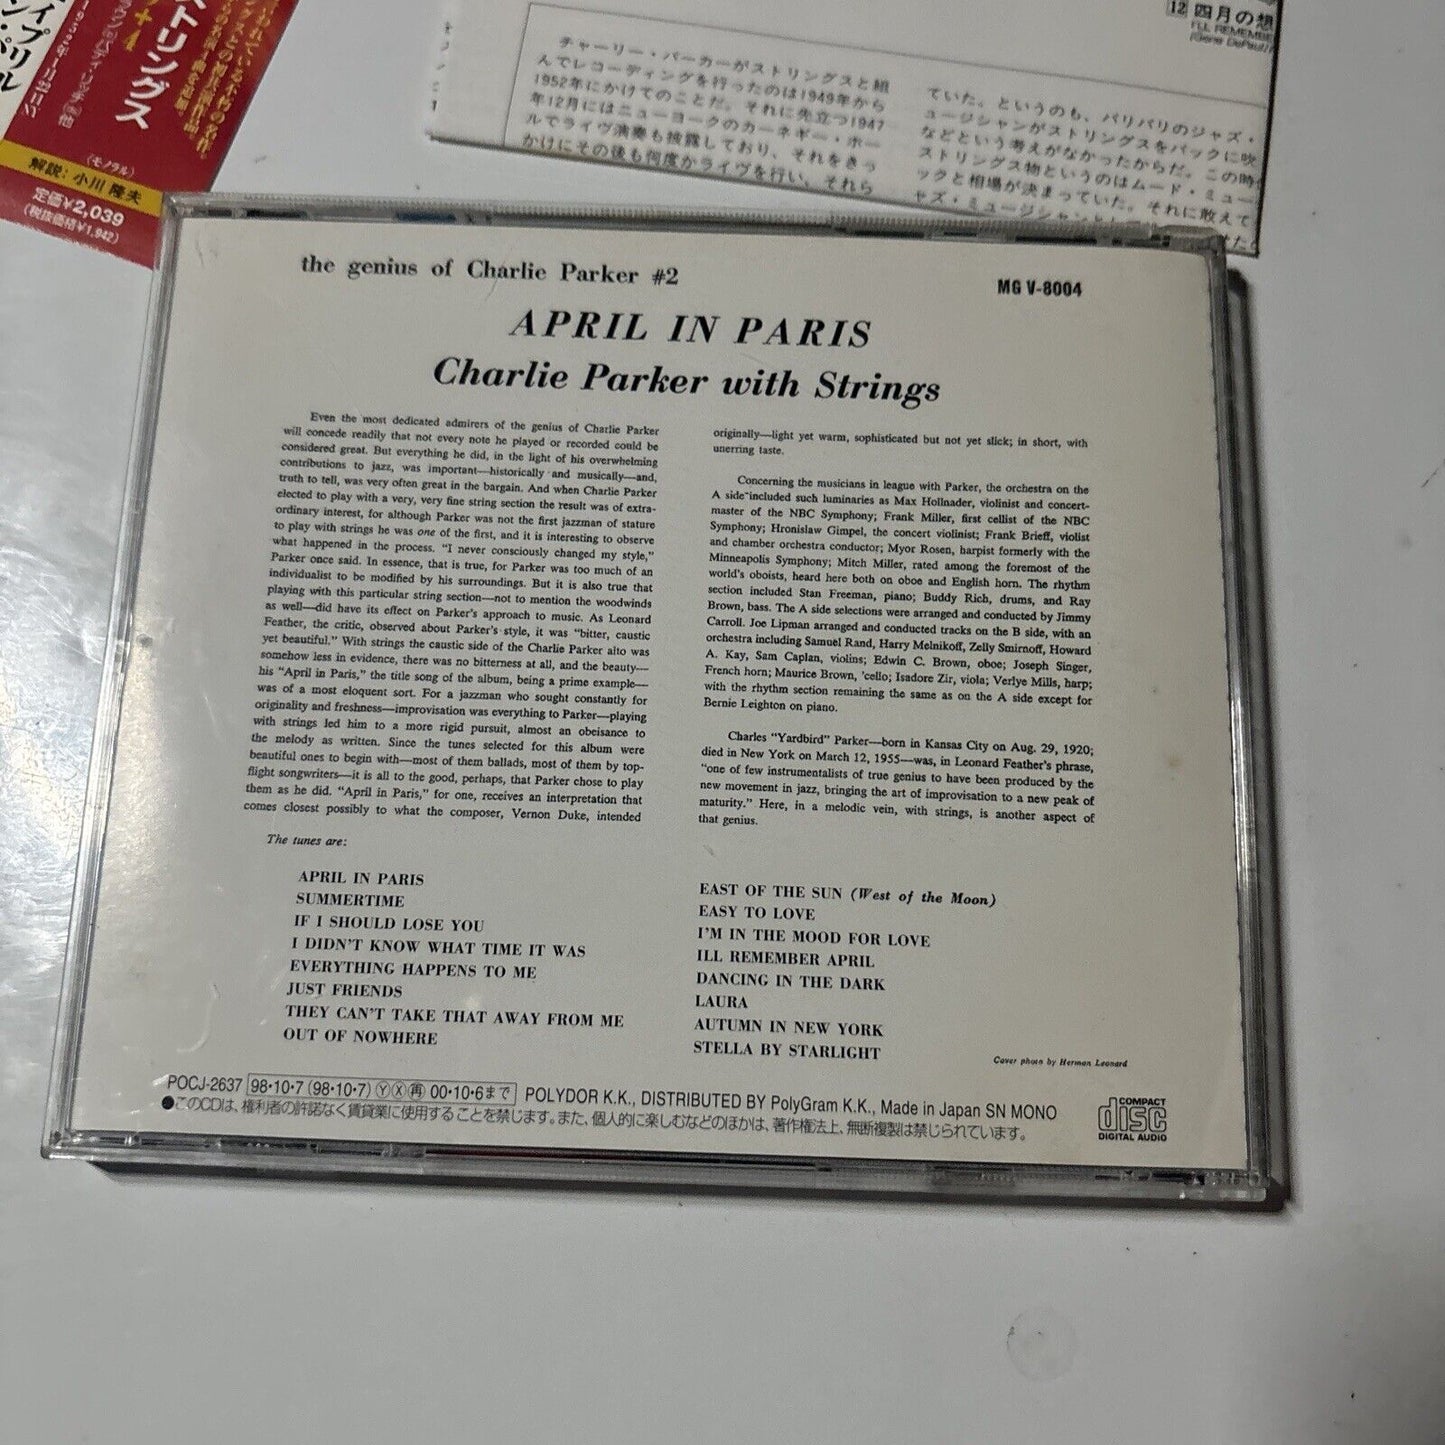 ストリングス
解説：小川 隆夫
(モノラル)
定価¥2,039
(税抜価格¥1,942)
12 四月の想
I'LL REMEMBE
チャーリー・パーカーがストリングスと組
んでレコーディングを行ったのは1949年から
1952年にかけてのことだ。それに先立つ1947
年12月にはニューヨークのカーネギー・ホー
ルでライヴ演奏も披露しており、それをきっ
かけにその後も何度かライヴを行い、それら
ていた。というのも、バリバリのジャズ・
ュージシャンがストリングスをバックに吹
などという考えがなかったからだ。この時
ストリングス物というのはムード・ミュー
ックと相場が決まっていた。それに敢えて
the genius of Charlie Parker #2
MG V-8004
APRIL IN PARIS
Charlie Parker with Strings
Even the most dedicated admirers of the genius of Charlie Parker
will concede readily that not every note he played or recorded could be
considered great. But everything he did, in the light of his overwhelming
contributions to jazz, was important—historically and musically—and,
truth to tell, was very often great in the bargain. And when Charlie Parker
elected to play with a very, very fine string section the result was of extra-
ordinary interest, for although Parker was not the first jazzman of stature
to play with strings he was one of the first, and it is interesting to observe
what happened in the process. “I never consciously changed my style,”
Parker once said. In essence, that is true, for Parker was too much of an
individualist to be modified by his surroundings. But it is also true that
playing with this particular string section—not to mention the woodwinds
as well—did have its effect on Parker's approach to music. As Leonard
Feather, the critic, observed about Parker's style, it was “bitter, caustic
yet beautiful.” With strings the caustic side of the Charlie Parker alto was
somehow less in evidence, there was no bitterness at all, and the beauty—
his “April in Paris,” the title song of the album, being a prime example—
was of a most eloquent sort. For a jazzman who sought constantly for
originality and freshness—improvisation was everything to Parker—playing
with strings led him to a more rigid pursuit, almost an obeisance to
the melody as written. Since the tunes selected for this album were
beautiful ones to begin with—most of them ballads, most of them by top-
flight songwriters—it is all to the good, perhaps, that Parker chose to play
them as he did. “April in Paris,” for one, receives an interpretation that
comes closest possibly to what the composer, Vernon Duke, intended
originally—light yet warm, sophisticated but not yet slick; in short, with
unerring taste.
Concerning the musicians in league with Parker, the orchestra on the
A side included such luminaries as Max Hollnader, violinist and concert-
master of the NBC Symphony; Frank Miller, first cellist of the NBC
Symphony; Hronislaw Gimpel, the concert violinist; Frank Brieff, violist
and chamber orchestra conductor; Myor Rosen, harpist formerly with the
Minneapolis Symphony; Mitch Miller, rated among the foremost of the
world's oboists, heard here both on oboe and English horn. The rhythm
section included Stan Freeman, piano; Buddy Rich, drums, and Ray
Brown, bass. The A side selections were arranged and conducted by Jimmy
Carroll. Joe Lipman arranged and conducted tracks on the B side, with an
orchestra including Samuel Rand, Harry Melnikoff, Zelly Smirnoff, Howard
A. Kay, Sam Caplan, violins; Edwin C. Brown, oboe; Joseph Singer,
French horn; Maurice Brown, 'cello; Isadore Zir, viola; Verlye Mills, harp;
with the rhythm section remaining the same as on the A side except for
Bernie Leighton on piano.
Charles “Yardbird” Parker—born in Kansas City on Aug. 29, 1920;
died in New York on March 12, 1955—was, in Leonard Feather's phrase,
“one of few instrumentalists of true genius to have been produced by the
new movement in jazz, bringing the art of improvisation to a new peak of
maturity.” Here, in a melodic vein, with strings, is another aspect of
that genius.
The tunes are:
APRIL IN PARIS
SUMMERTIME
IF I SHOULD LOSE YOU
I DIDN'T KNOW WHAT TIME IT WAS
EVERYTHING HAPPENS TO ME
JUST FRIENDS
THEY CAN'T TAKE THAT AWAY FROM ME
OUT OF NOWHERE
EAST OF THE SUN (West of the Moon)
EASY TO LOVE
I'M IN THE MOOD FOR LOVE
ILL REMEMBER APRIL
DANCING IN THE DARK
LAURA
AUTUMN IN NEW YORK
STELLA BY STARLIGHT
Cover photo by Herman Leonard
POCJ-2637 98・10・7 (98・10・7) Ⓨ Ⓧ ㊢ 00・10・6まで POLYDOR K.K., DISTRIBUTED BY PolyGram K.K., Made in Japan SN MONO
●このCDは、権利者の許諾なく賃貸業に使用することを禁じます。また、個人的に楽しむなどのほかは、著作権法上、無断複製は禁じられています。
COMPACT
disc
DIGITAL AUDIO